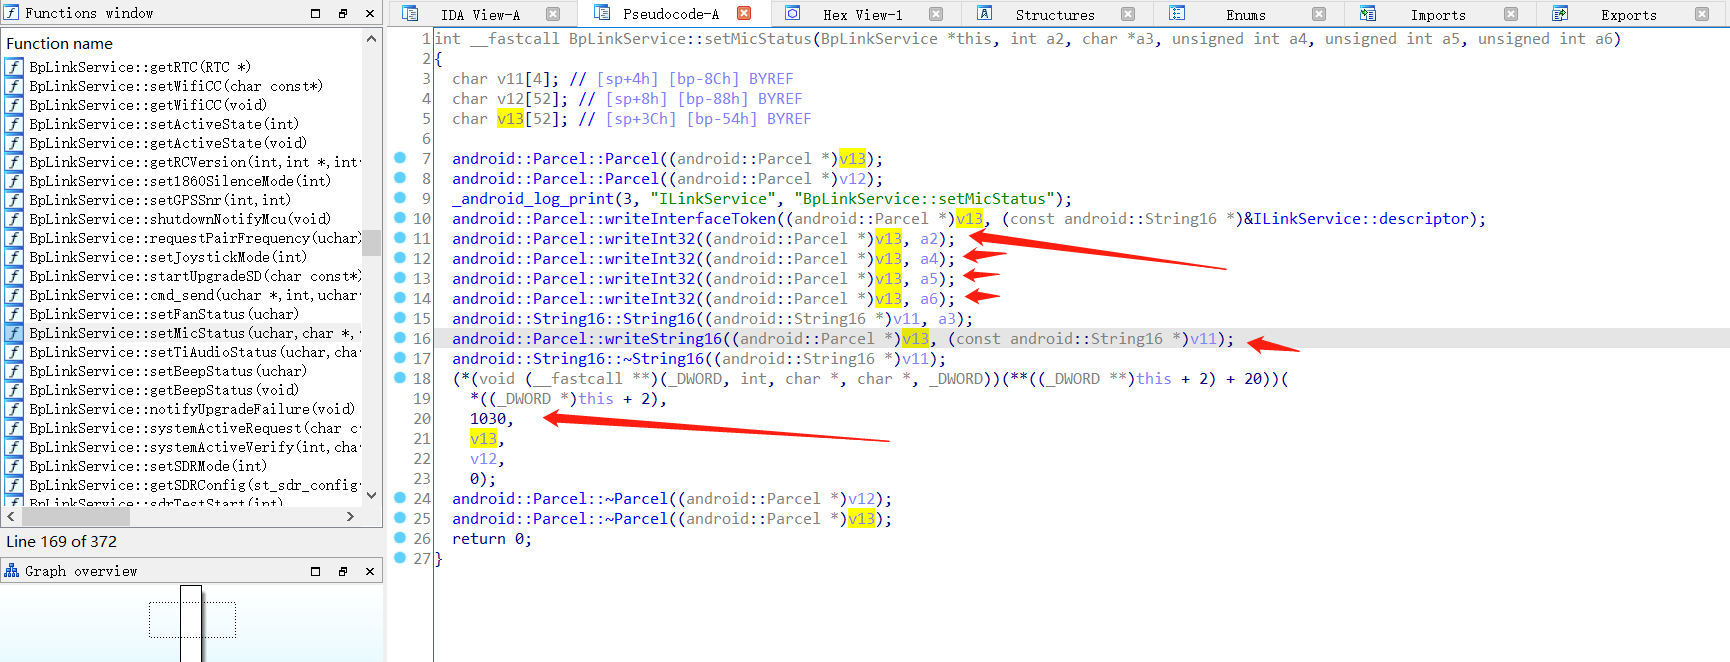 Functions window
Function name
BpLinkService::getRTC(RTC *)
BpLinkService::setWifiCC(char const*)
BpLinkService::getWifiCC(void)
BpLinkService::setActiveState(int)
BpLinkService::getActiveState(void)
BpLinkService::getRCVersion(int,int *,int
BpLinkService::set1860SilenceMode(int)
BpLinkService::setGPSSnr(int,int)
BpLinkService::shutdownNotifyMcu(void)
BpLinkService::requestPairFrequency(uchar)
BpLinkService::setJoystickMode(int)
BpLinkService::startUpgradeSD(char const*)
BpLinkService::cmd_send(uchar *,int,uchar
BpLinkService::setFanStatus(uchar)
BpLinkService::setMicStatus(uchar,char *,
BpLinkService::setTiAudioStatus(uchar,cha
BpLinkService::setBeepStatus(uchar)
BpLinkService::getBeepStatus(void)
BpLinkService::notifyUpgradeFailure(void)
BpLinkService::systemActiveRequest(char c
BpLinkService::systemActiveVerify(int,cha
BpLinkService::setSDRMode(int)
BpLinkService::getSDRConfig(st_sdr_config
BpLinkService::sdrTestStart(int)
Line 169 of 372
Graph overview
IDA View-A Pseudocode-A Hex View-1 Structures Enums Imports Exports
1 int __fastcall BpLinkService::setMicStatus(BpLinkService *this, int a2, char *a3, unsigned int a4, unsigned int a5, unsigned int a6)
2 {
3 char v11[4]; // [sp+4h] [bp-8Ch] BYREF
4 char v12[52]; // [sp+8h] [bp-88h] BYREF
5 char v13[52]; // [sp+3Ch] [bp-54h] BYREF
6
7 android::Parcel::Parcel((android::Parcel *)v13);
8 android::Parcel::Parcel((android::Parcel *)v12);
9 _android_log_print(3, "ILinkService", "BpLinkService::setMicStatus");
10 android::Parcel::writeInterfaceToken((android::Parcel *)v13, (const android::String16 *)&ILinkService::descriptor);
11 android::Parcel::writeInt32((android::Parcel *)v13, a2);
12 android::Parcel::writeInt32((android::Parcel *)v13, a4);
13 android::Parcel::writeInt32((android::Parcel *)v13, a5);
14 android::Parcel::writeInt32((android::Parcel *)v13, a6);
15 android::String16::String16((android::String16 *)v11, a3);
16 android::Parcel::writeString16((android::Parcel *)v13, (const android::String16 *)v11);
17 android::String16::~String16((android::String16 *)v11);
18 (*(void (__fastcall **)(_DWORD, int, char *, char *, _DWORD))(**((_DWORD **)this + 2) + 20))(
19 *((_DWORD *)this + 2),
20 1030,
21 v13,
22 v12,
23 0);
24 android::Parcel::~Parcel((android::Parcel *)v12);
25 android::Parcel::~Parcel((android::Parcel *)v13);
26 return 0;
27 }